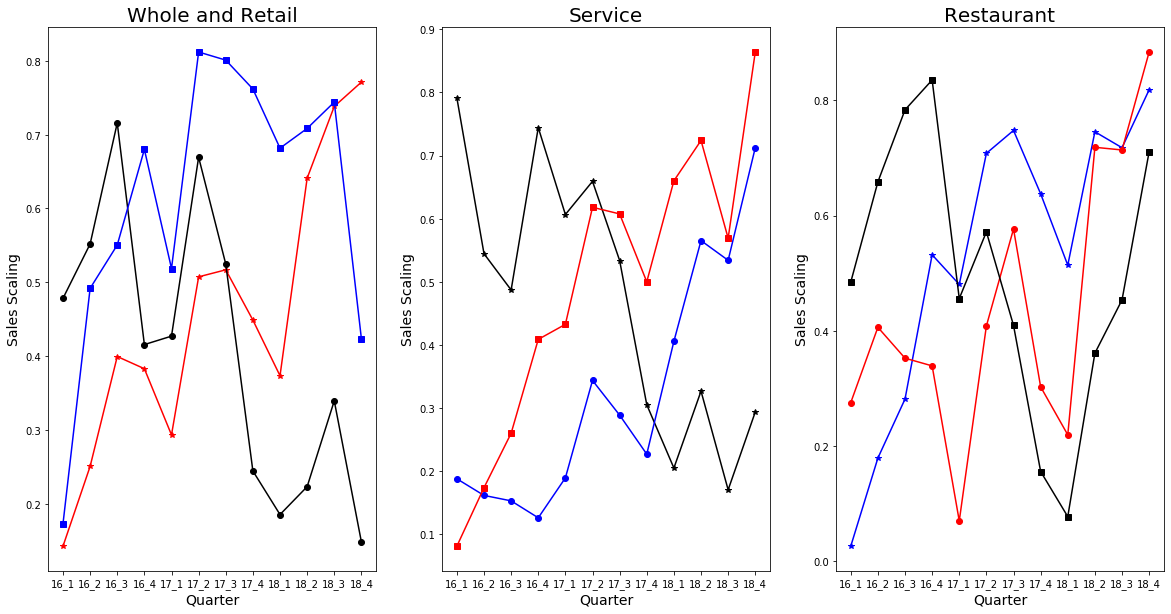 Whole and Retail
Sales Scaling
0.8
0.7
0.6
0.5
0.4
0.3
0.2
16_1 16_2 16_3 16_4 17_1 17_2 17_3 17_4 18_1 18_2 18_3 18_4
Quarter
Service
Sales Scaling
0.9
0.8
0.7
0.6
0.5
0.4
0.3
0.2
0.1
16_1 16_2 16_3 16_4 17_1 17_2 17_3 17_4 18_1 18_2 18_3 18_4
Quarter
Restaurant
Sales Scaling
0.8
0.6
0.4
0.2
0.0
16_1 16_2 16_3 16_4 17_1 17_2 17_3 17_4 18_1 18_2 18_3 18_4
Quarter